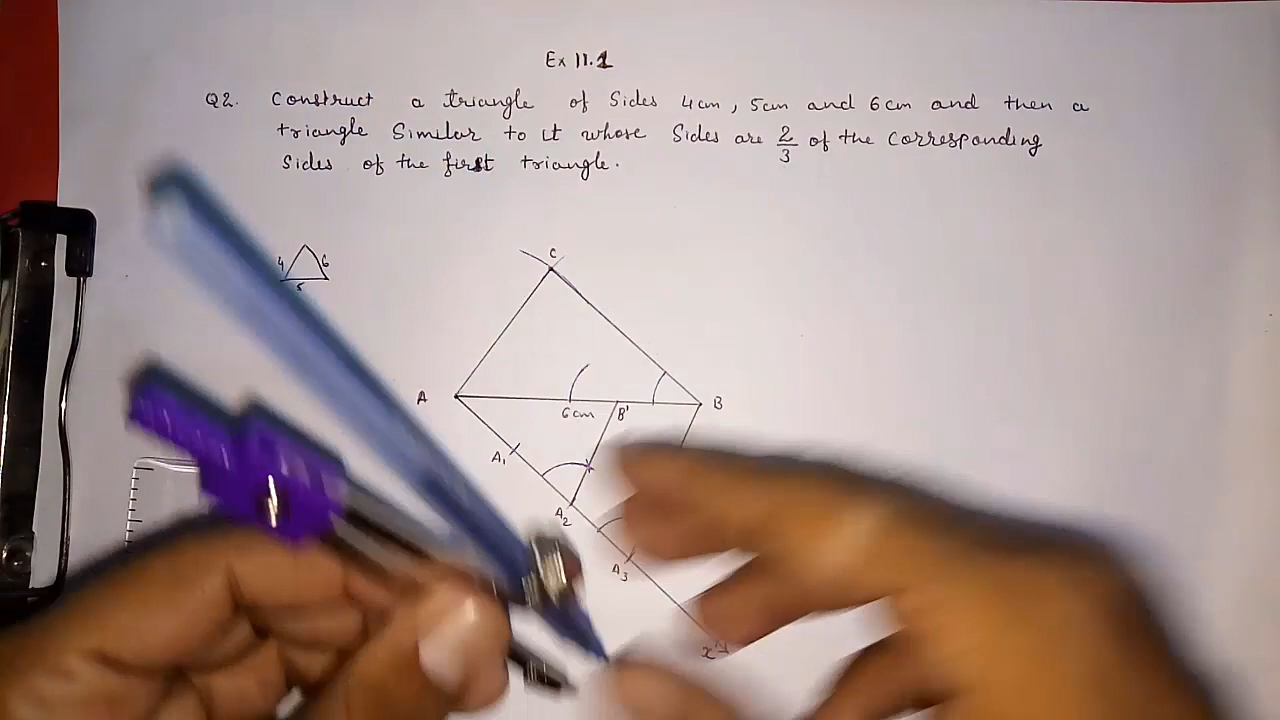 Ex 11.1
Q2. Construct a triangle of Sides 4cm, 5cm and 6cm and then a
triangle Similar to it whose Sides are 2/3 of the corresponding
Sides of the first triangle.
4 6
5
C
A B
6cm B'
A1
A2
A3
x